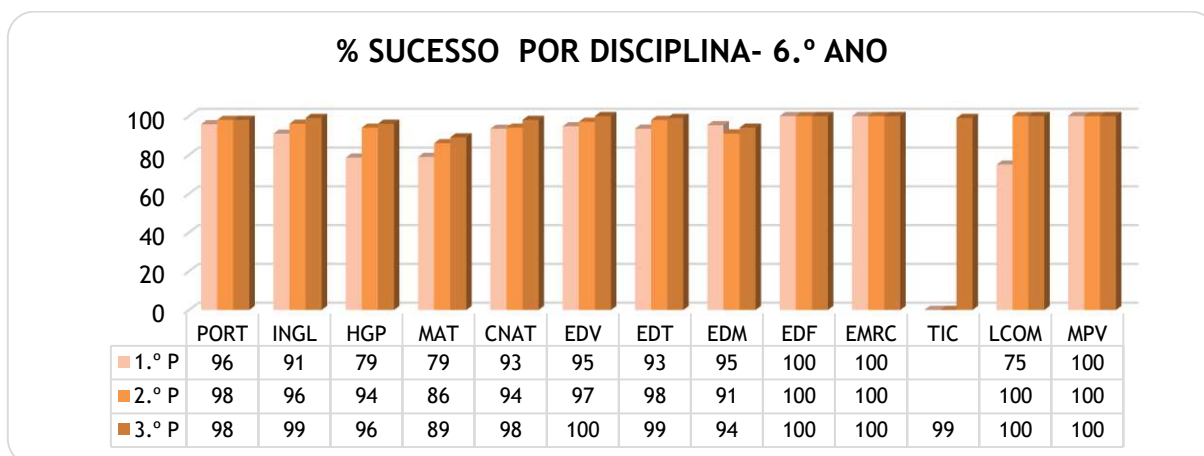 % SUCESSO POR DISCIPLINA- 6.º ANO
100
80
60
40
20
0
PORT INGL HGP MAT CNAT EDV EDT EDM EDF EMRC TIC LCOM MPV
1.º P 96 91 79 79 93 95 93 95 100 100 75 100
2.º P 98 96 94 86 94 97 98 91 100 100 100 100
3.º P 98 99 96 89 98 100 99 94 100 100 99 100 100